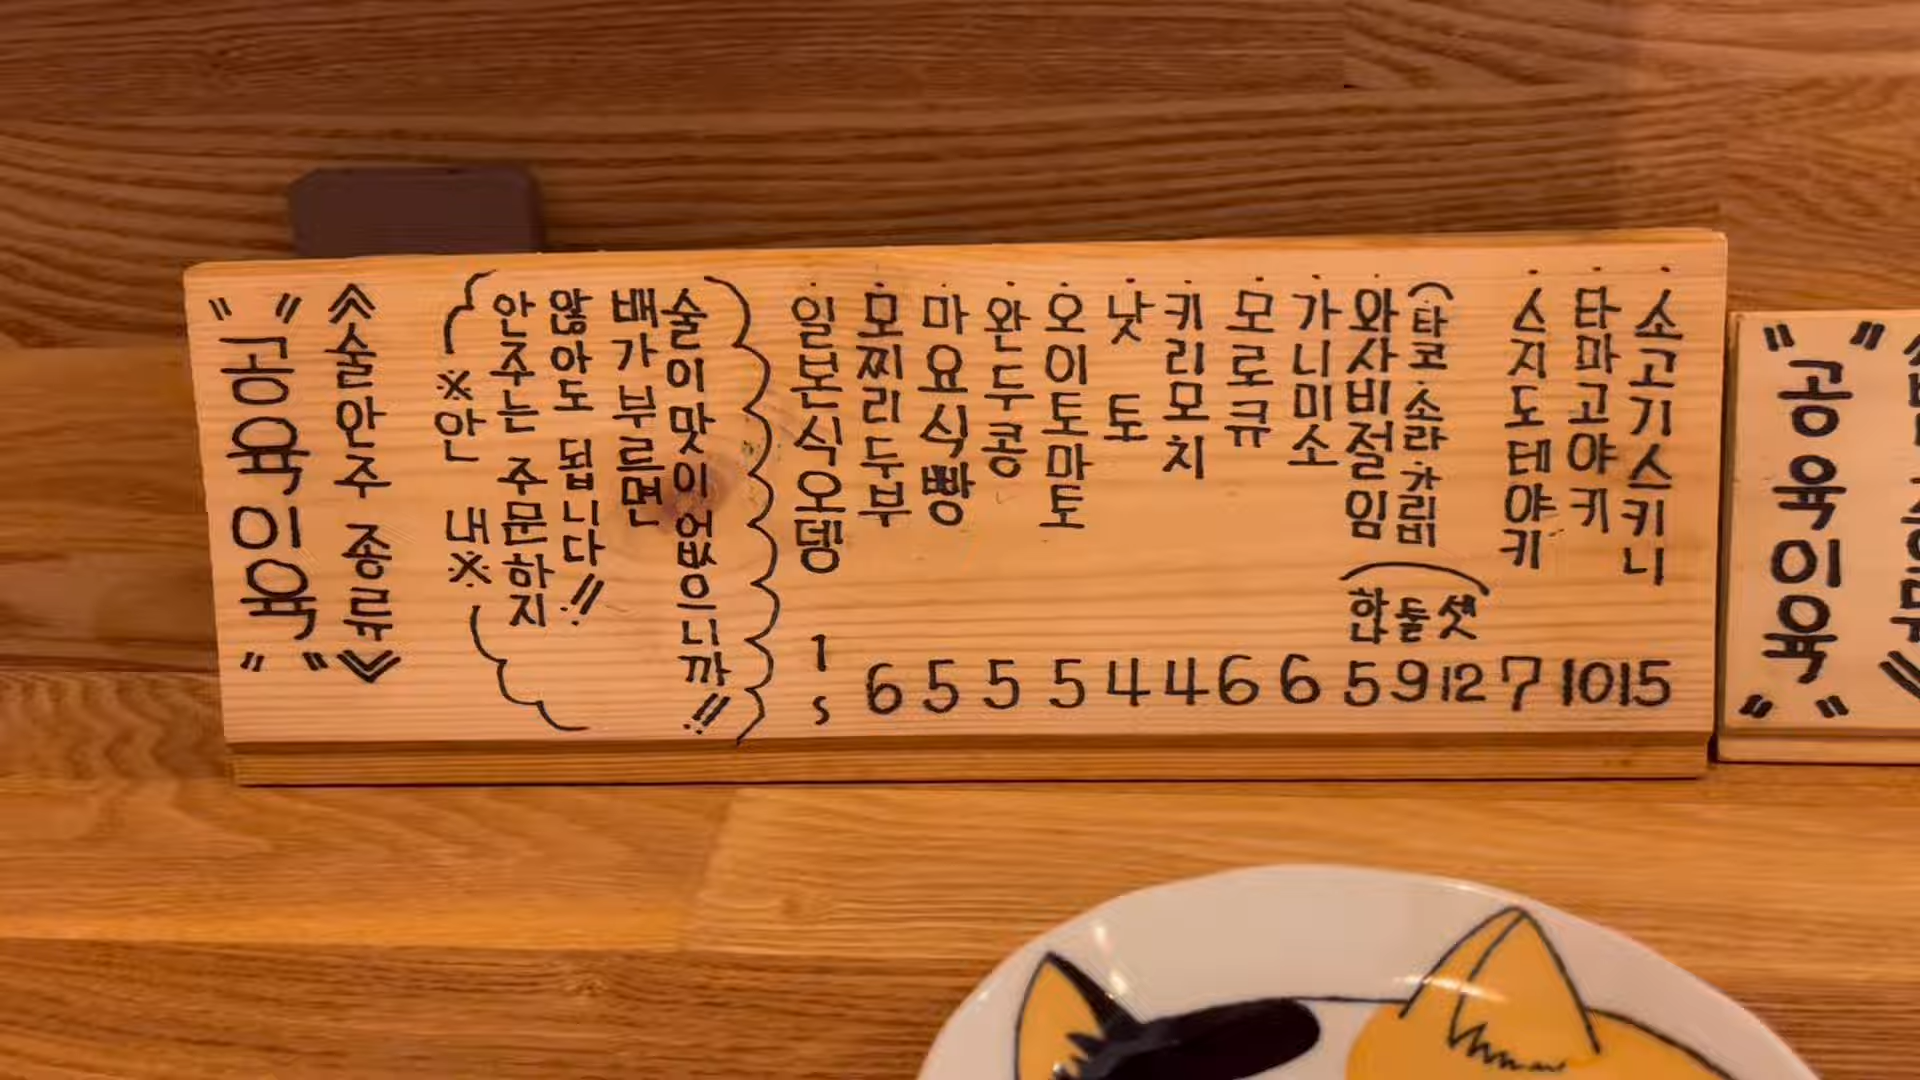 "공육이육"
《술안주 종류》
※안 내※
안주는 주문하지
않아도 됩니다!!
배가 부르면
술이 맛이 없으니까!!
·일본식오뎅 1 s
·모찌리두부 6
·마요식빵 5
·완두콩 5
·오이토마토 5
·낫토 4
·키리모치 4
·모로큐 6
·가니미소 6
·와사비절임
(타코·소라·가리비)
하나 5 둘 9 셋 12
·스지도테야키 7
·타마고야키 10
·소고기스키니 15
"공육이육"